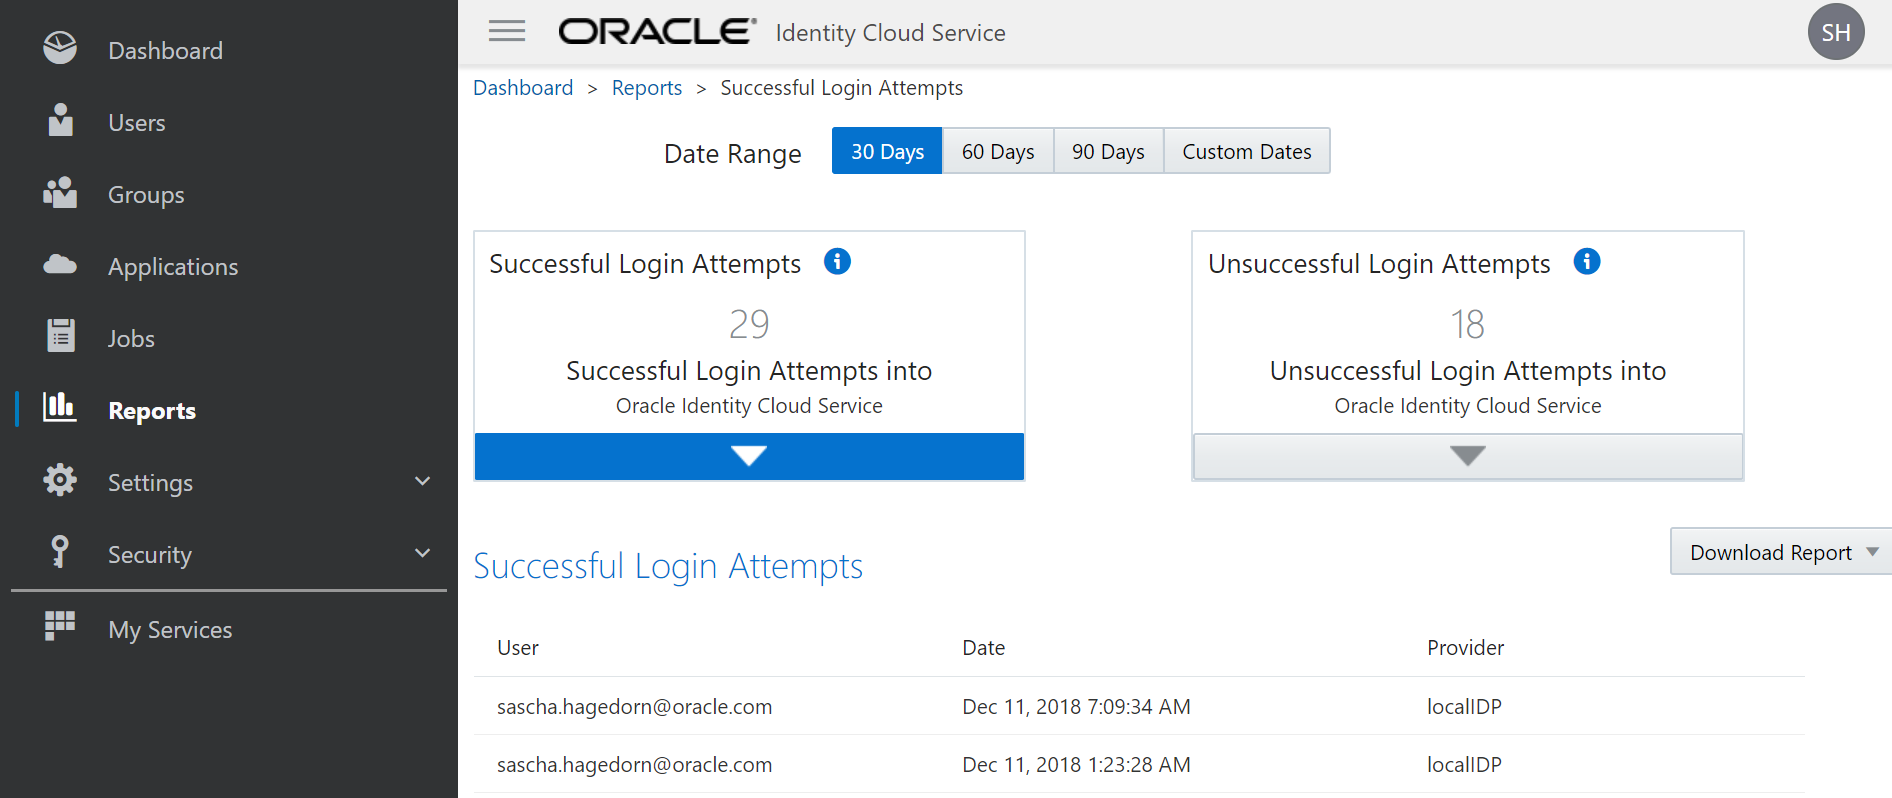 Dashboard
Users
Groups
Applications
Jobs
Reports
Settings
Security
My Services
ORACLE® Identity Cloud Service
SH
Dashboard > Reports > Successful Login Attempts
Date Range 30 Days 60 Days 90 Days Custom Dates
Successful Login Attempts
29
Successful Login Attempts into
Oracle Identity Cloud Service
Unsuccessful Login Attempts
18
Unsuccessful Login Attempts into
Oracle Identity Cloud Service
Successful Login Attempts
Download Report
User Date Provider
sascha.hagedorn@oracle.com Dec 11, 2018 7:09:34 AM localIDP
sascha.hagedorn@oracle.com Dec 11, 2018 1:23:28 AM localIDP